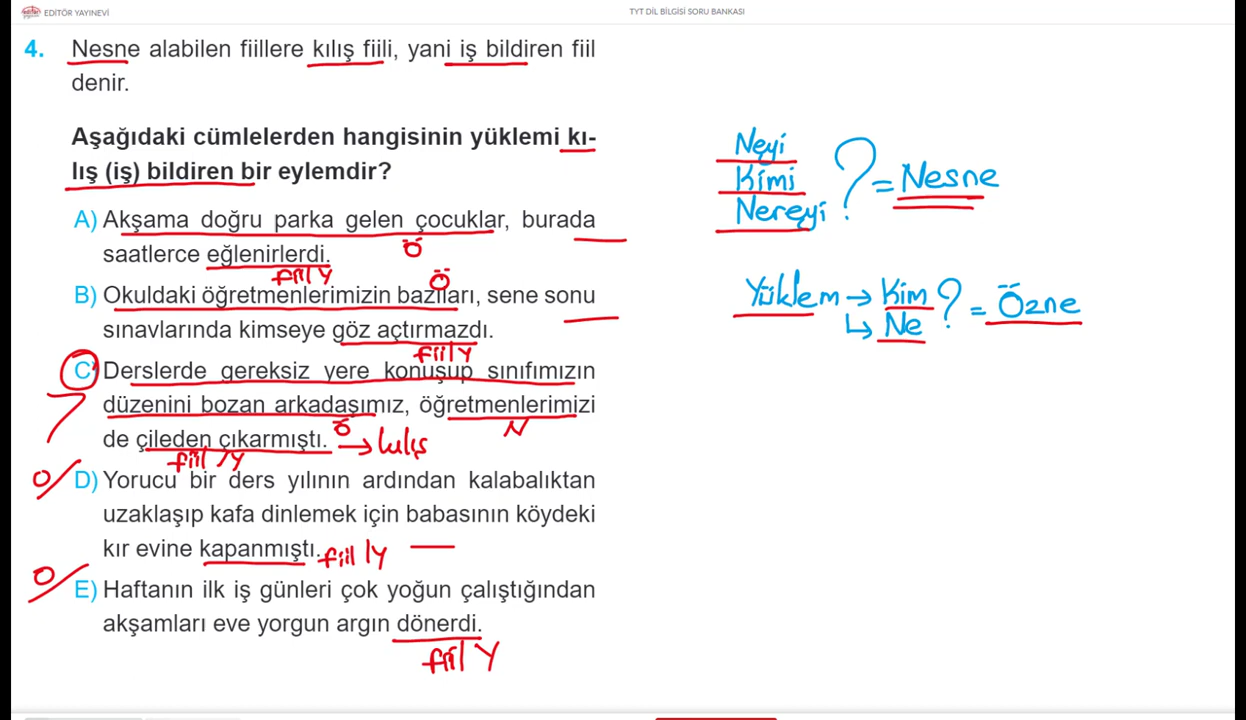 EDİTÖR YAYINEVİ
TYT DİL BİLGİSİ SORU BANKASI
4. Nesne alabilen fiillere kılış fiili, yani iş bildiren fiil
denir.
Aşağıdaki cümlelerden hangisinin yüklemi kı-
lış (iş) bildiren bir eylemdir?
A) Akşama doğru parka gelen çocuklar, burada
saatlerce eğlenirlerdi.
Ö
fiil Y
Ö
B) Okuldaki öğretmenlerimizin bazıları, sene sonu
sınavlarında kimseye göz açtırmazdı.
fiil Y
C) Derslerde gereksiz yere konuşup sınıfımızın
düzenini bozan arkadaşımız, öğretmenlerimizi
Ö
N
de çileden çıkarmıştı. → kılış
fiil / Y
O D) Yorucu bir ders yılının ardından kalabalıktan
uzaklaşıp kafa dinlemek için babasının köydeki
kır evine kapanmıştı. fiil / Y
O E) Haftanın ilk iş günleri çok yoğun çalıştığından
akşamları eve yorgun argın dönerdi.
fiil Y
Neyi
Kimi
Nereyi
? = Nesne
Yüklem → Kim ? = Özne
↳ Ne